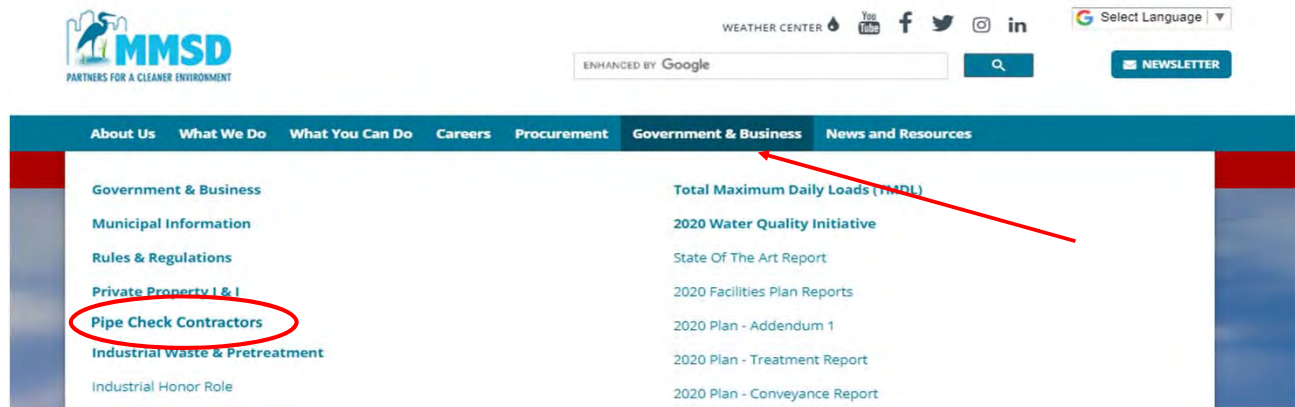 MMSD
PARTNERS FOR A CLEANER ENVIRONMENT
WEATHER CENTER You Tube f in
G Select Language ▼
ENHANCED BY Google
NEWSLETTER
About Us What We Do What You Can Do Careers Procurement Government & Business News and Resources
Government & Business
Municipal Information
Rules & Regulations
Private Property I & I
Pipe Check Contractors
Industrial Waste & Pretreatment
Industrial Honor Role
Total Maximum Daily Loads (TMDL)
2020 Water Quality Initiative
State Of The Art Report
2020 Facilities Plan Reports
2020 Plan - Addendum 1
2020 Plan - Treatment Report
2020 Plan - Conveyance Report